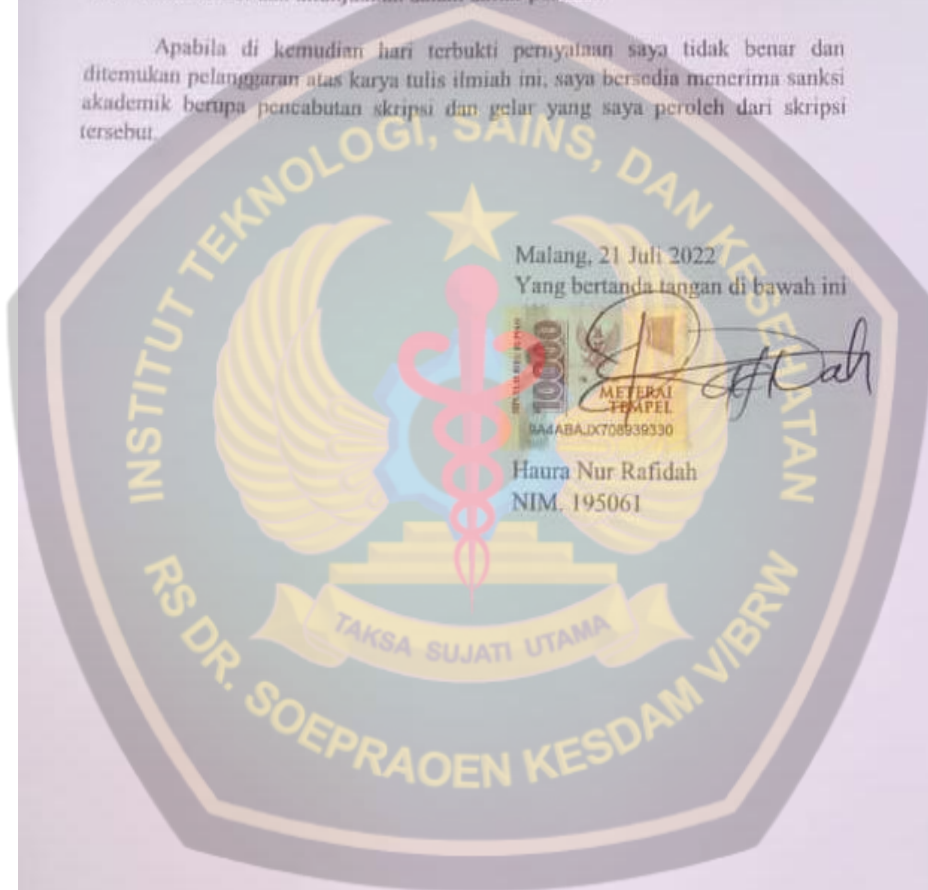 Apabila di kemudian hari terbukti pernyataan saya tidak benar dan
ditemukan pelanggaran atas karya tulis ilmiah ini, saya bersedia menerima sanksi
akademik berupa pencabutan skripsi dan gelar yang saya peroleh dari skripsi
tersebut.
Malang, 21 Juli 2022
Yang bertanda tangan di bawah ini
10000
METERAI
TEMPEL
Haura Nur Rafidah
NIM. 195061
INSTITUT TEKNOLOGI, SAINS, DAN KESEHATAN
RS DR. SOEPRAOEN KESDAM V/BRW
TAKSA SUJATI UTAMA